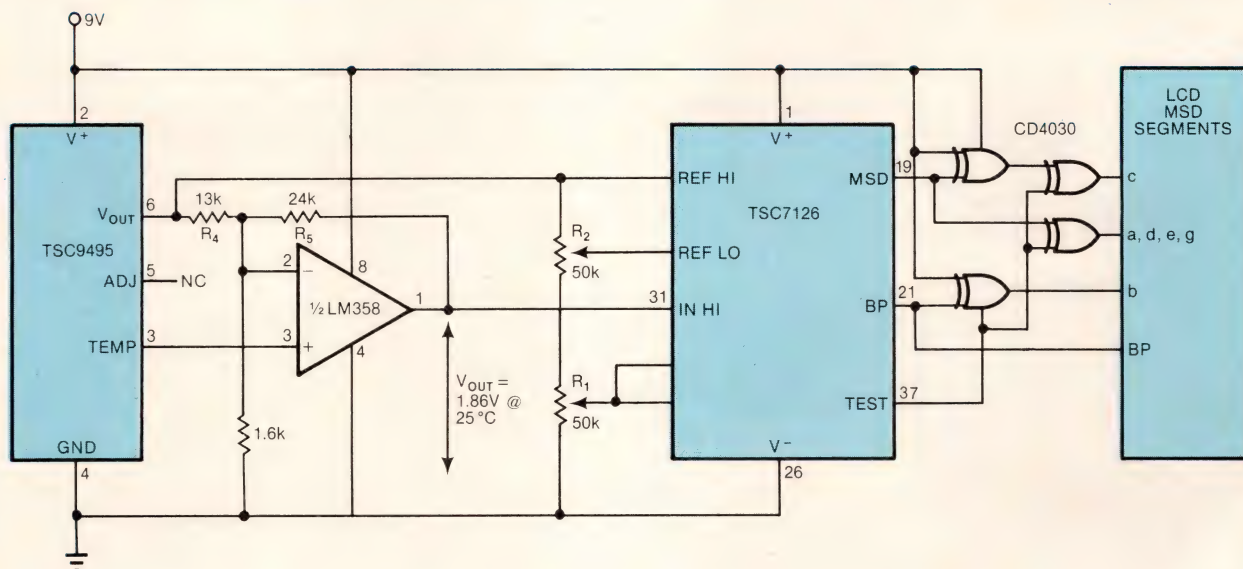 9V
2
V+
VOUT
6
TSC9495
ADJ
5
NC
TEMP
3
GND
4
13k
R4
24k
R5
2
−
8
½ LM358
1
3
+
4
1.6k
VOUT =
1.86V @
25°C
R2
50k
R1
50k
1
V+
REF HI
MSD
19
TSC7126
REF LO
31
IN HI
BP
21
TEST
37
V−
26
CD4030
LCD
MSD
SEGMENTS
c
a, d, e, g
b
BP